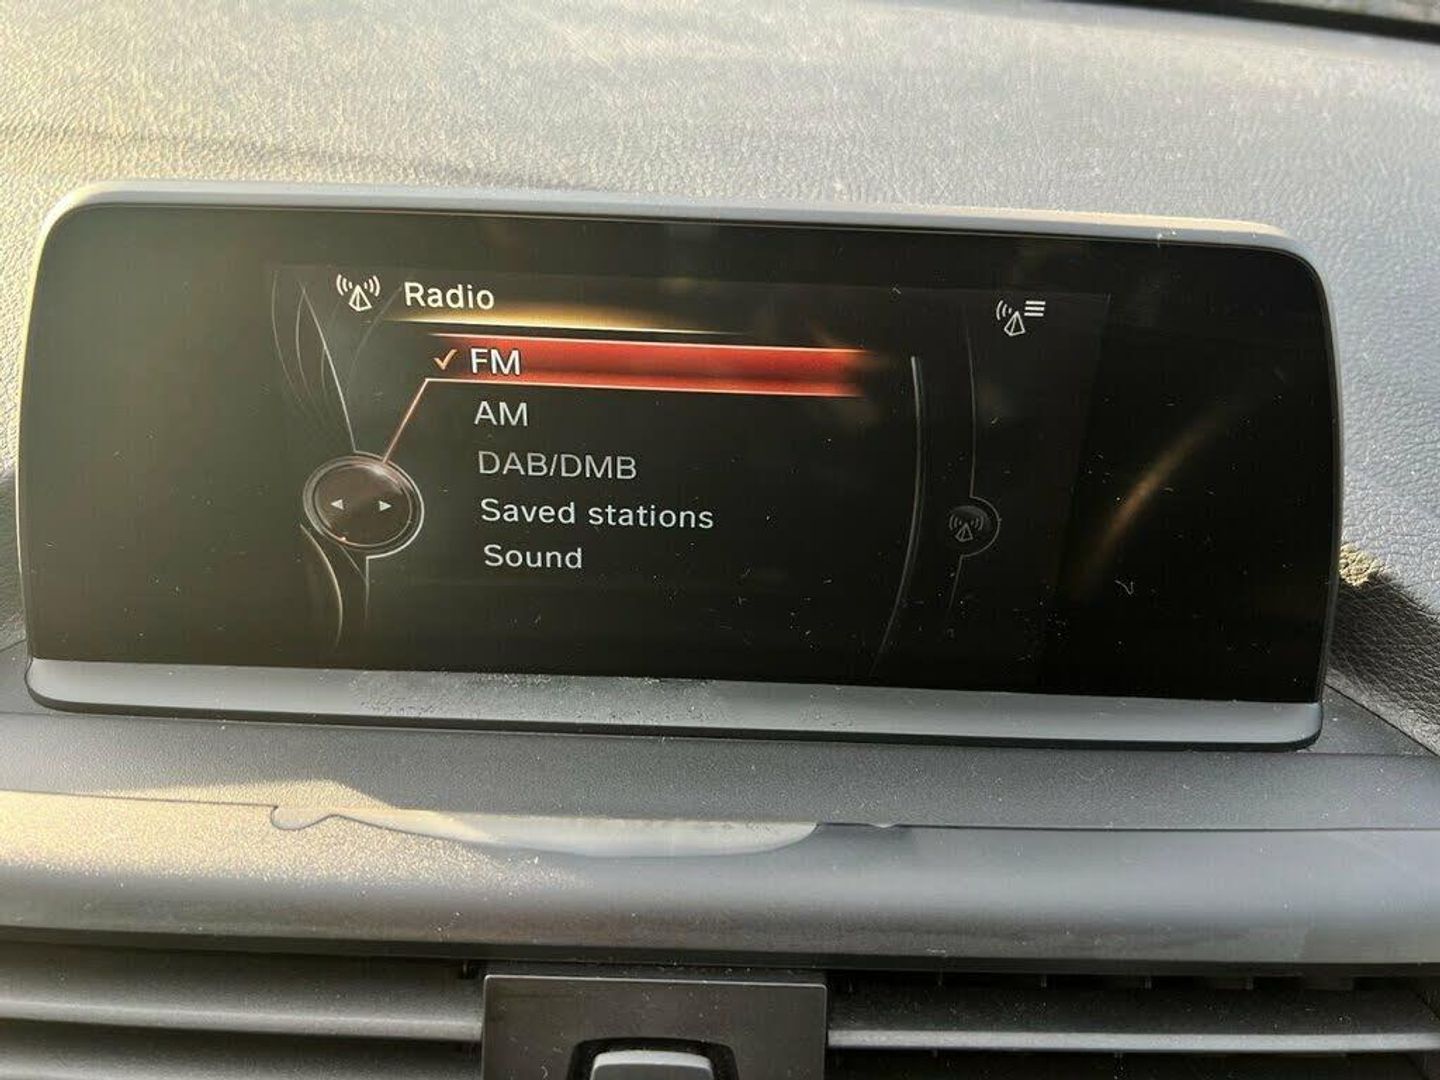 Radio
✓ FM
AM
DAB/DMB
Saved stations
Sound